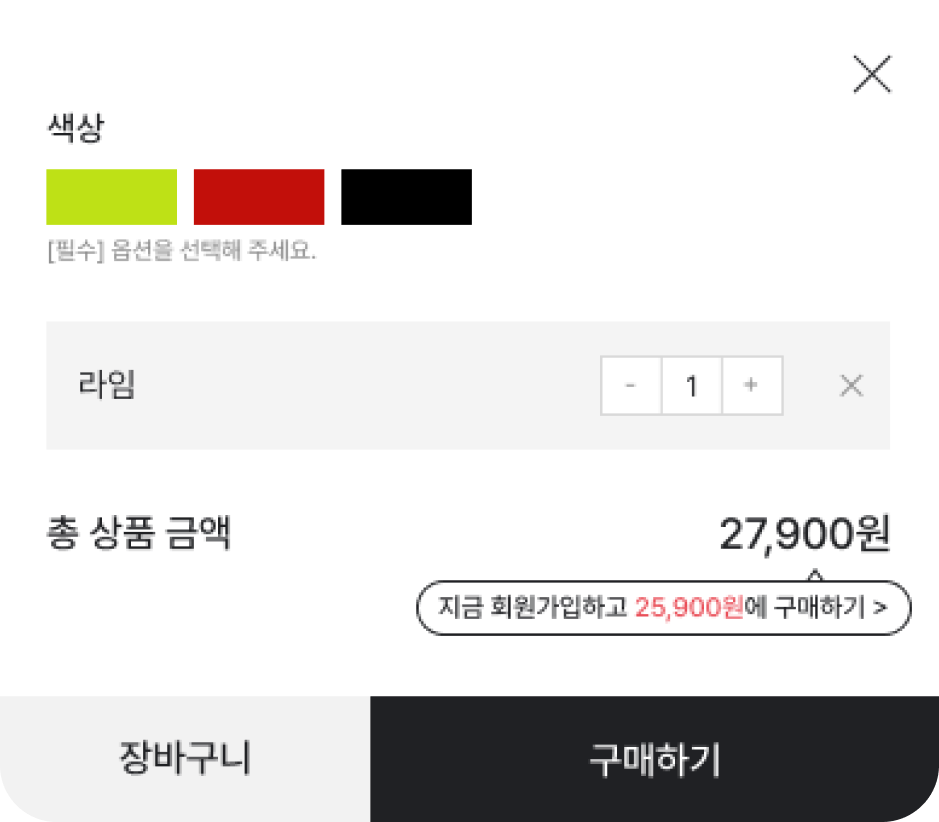 색상
[필수] 옵션을 선택해 주세요.
라임 - 1 +
총 상품 금액 27,900원
지금 회원가입하고 25,900원에 구매하기 >
장바구니 구매하기